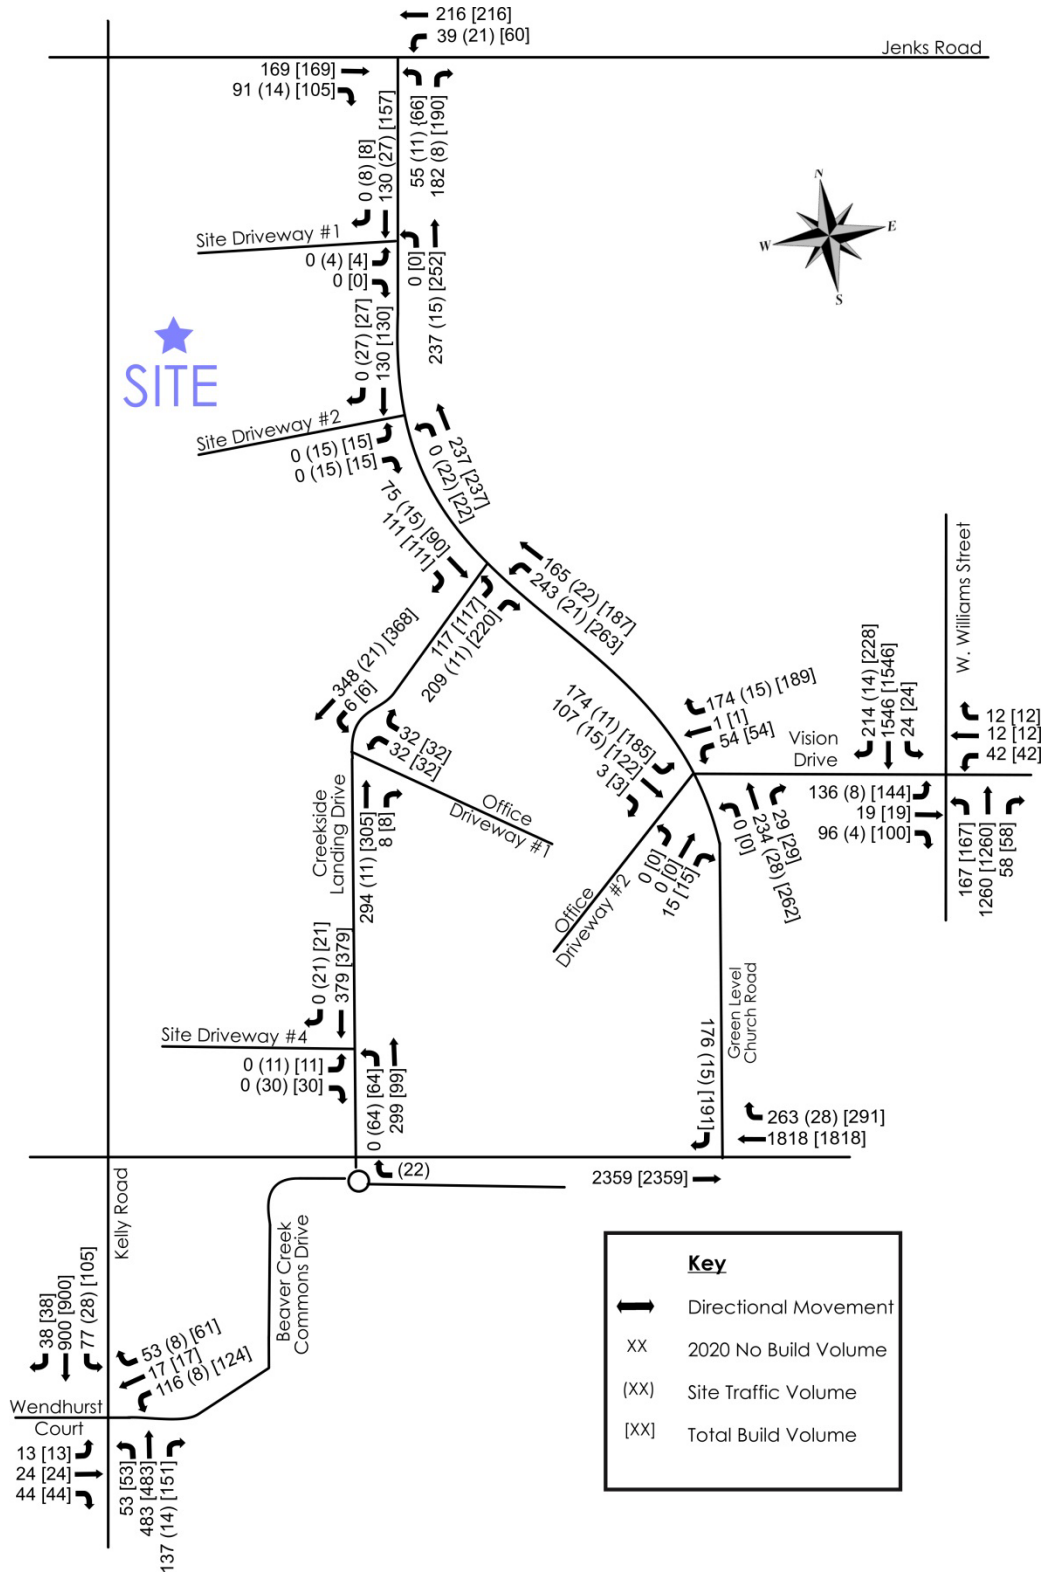 216 [216]
39 (21) [60]
Jenks Road
169 [169]
91 (14) [105]
55 (11) {66]
182 (8) [190]
0 (8) [8]
130 (27) [157]
N
E
W
S
Site Driveway #1
0 (4) [4]
0 [0]
0 [0]
237 (15) [252]
SITE
0 (27) [27]
130 [130]
Site Driveway #2
0 (15) [15]
0 (15) [15]
237 [237]
0 (22) [22]
75 (15) [90]
111 [111]
165 (22) [187]
243 (21) [263]
117 [117]
209 (11) [220]
348 (21) [368]
6 [6]
32 [32]
32 [32]
Office
Driveway #1
Creekside
Landing Drive
294 (11) [305]
8 [8]
174 (15) [189]
1 [1]
54 [54]
174 (11) [185]
107 (15) [122]
3 [3]
Vision
Drive
W. Williams Street
214 (14) [228]
1546 [1546]
24 [24]
12 [12]
12 [12]
42 [42]
136 (8) [144]
19 [19]
96 (4) [100]
167 [167]
1260 [1260]
58 [58]
0 [0]
234 (28) [262]
29 [29]
0 [0]
0 [0]
15 [15]
Office
Driveway #2
Green Level
Church Road
0 (21) [21]
379 [379]
Site Driveway #4
0 (11) [11]
0 (30) [30]
0 (64) [64]
299 [99]
176 (15) [191]
263 (28) [291]
1818 [1818]
(22)
2359 [2359]
Kelly Road
Beaver Creek
Commons Drive
38 [38]
900 [900]
77 (28) [105]
53 (8) [61]
17 [17]
116 (8) [124]
Wendhurst
Court
13 [13]
24 [24]
44 [44]
53 [53]
483 [483]
137 (14) [151]
Key
Directional Movement
XX 2020 No Build Volume
(XX) Site Traffic Volume
[XX] Total Build Volume